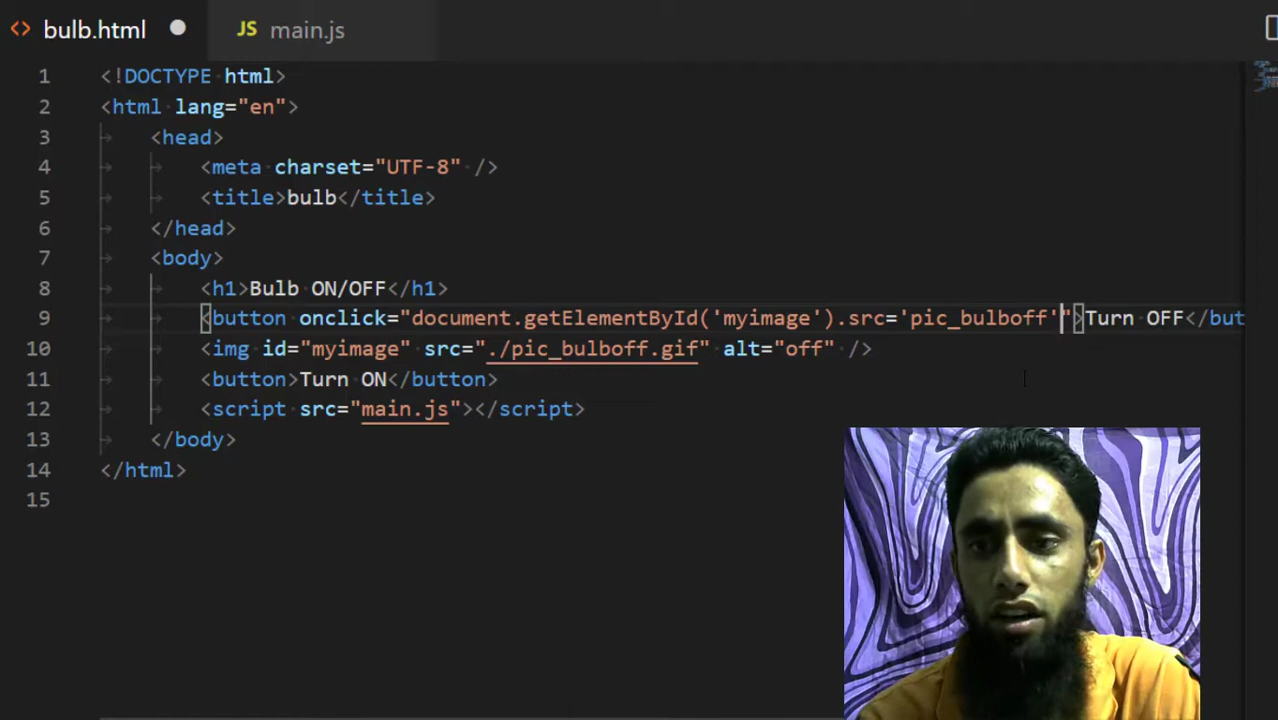 bulb.html
JS main.js
1 <!DOCTYPE html>
2 <html lang="en">
3 <head>
4 <meta charset="UTF-8" />
5 <title>bulb</title>
6 </head>
7 <body>
8 <h1>Bulb ON/OFF</h1>
9 <button onclick="document.getElementById('myimage').src='pic_bulboff'">Turn OFF</but
10 <img id="myimage" src="./pic_bulboff.gif" alt="off" />
11 <button>Turn ON</button>
12 <script src="main.js"></script>
13 </body>
14 </html>
15